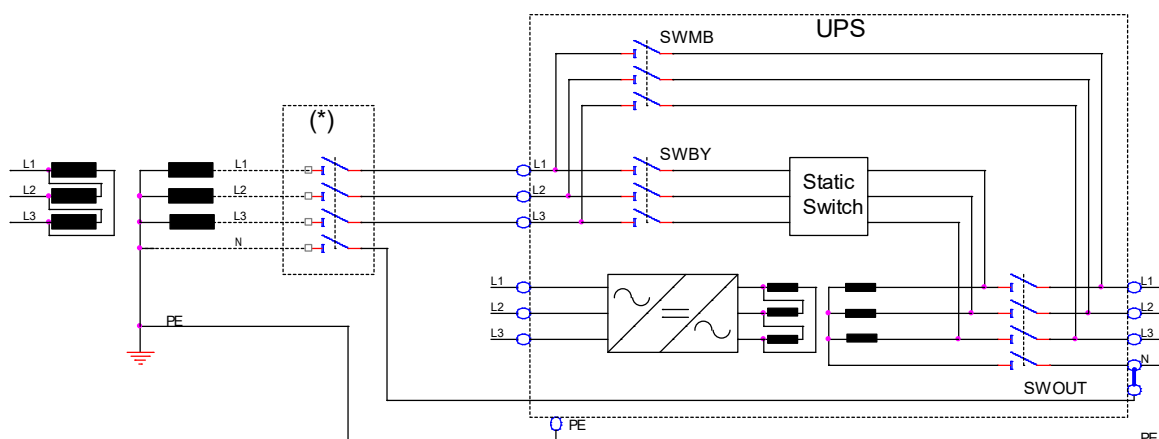 UPS
SWMB
(*)
L1
L1
L1
SWBY
L2
L2
L2
Static
Switch
L3
L3
L3
N
L1
L1
L2
L2
PE
L3
L3
N
SWOUT
PE
PE